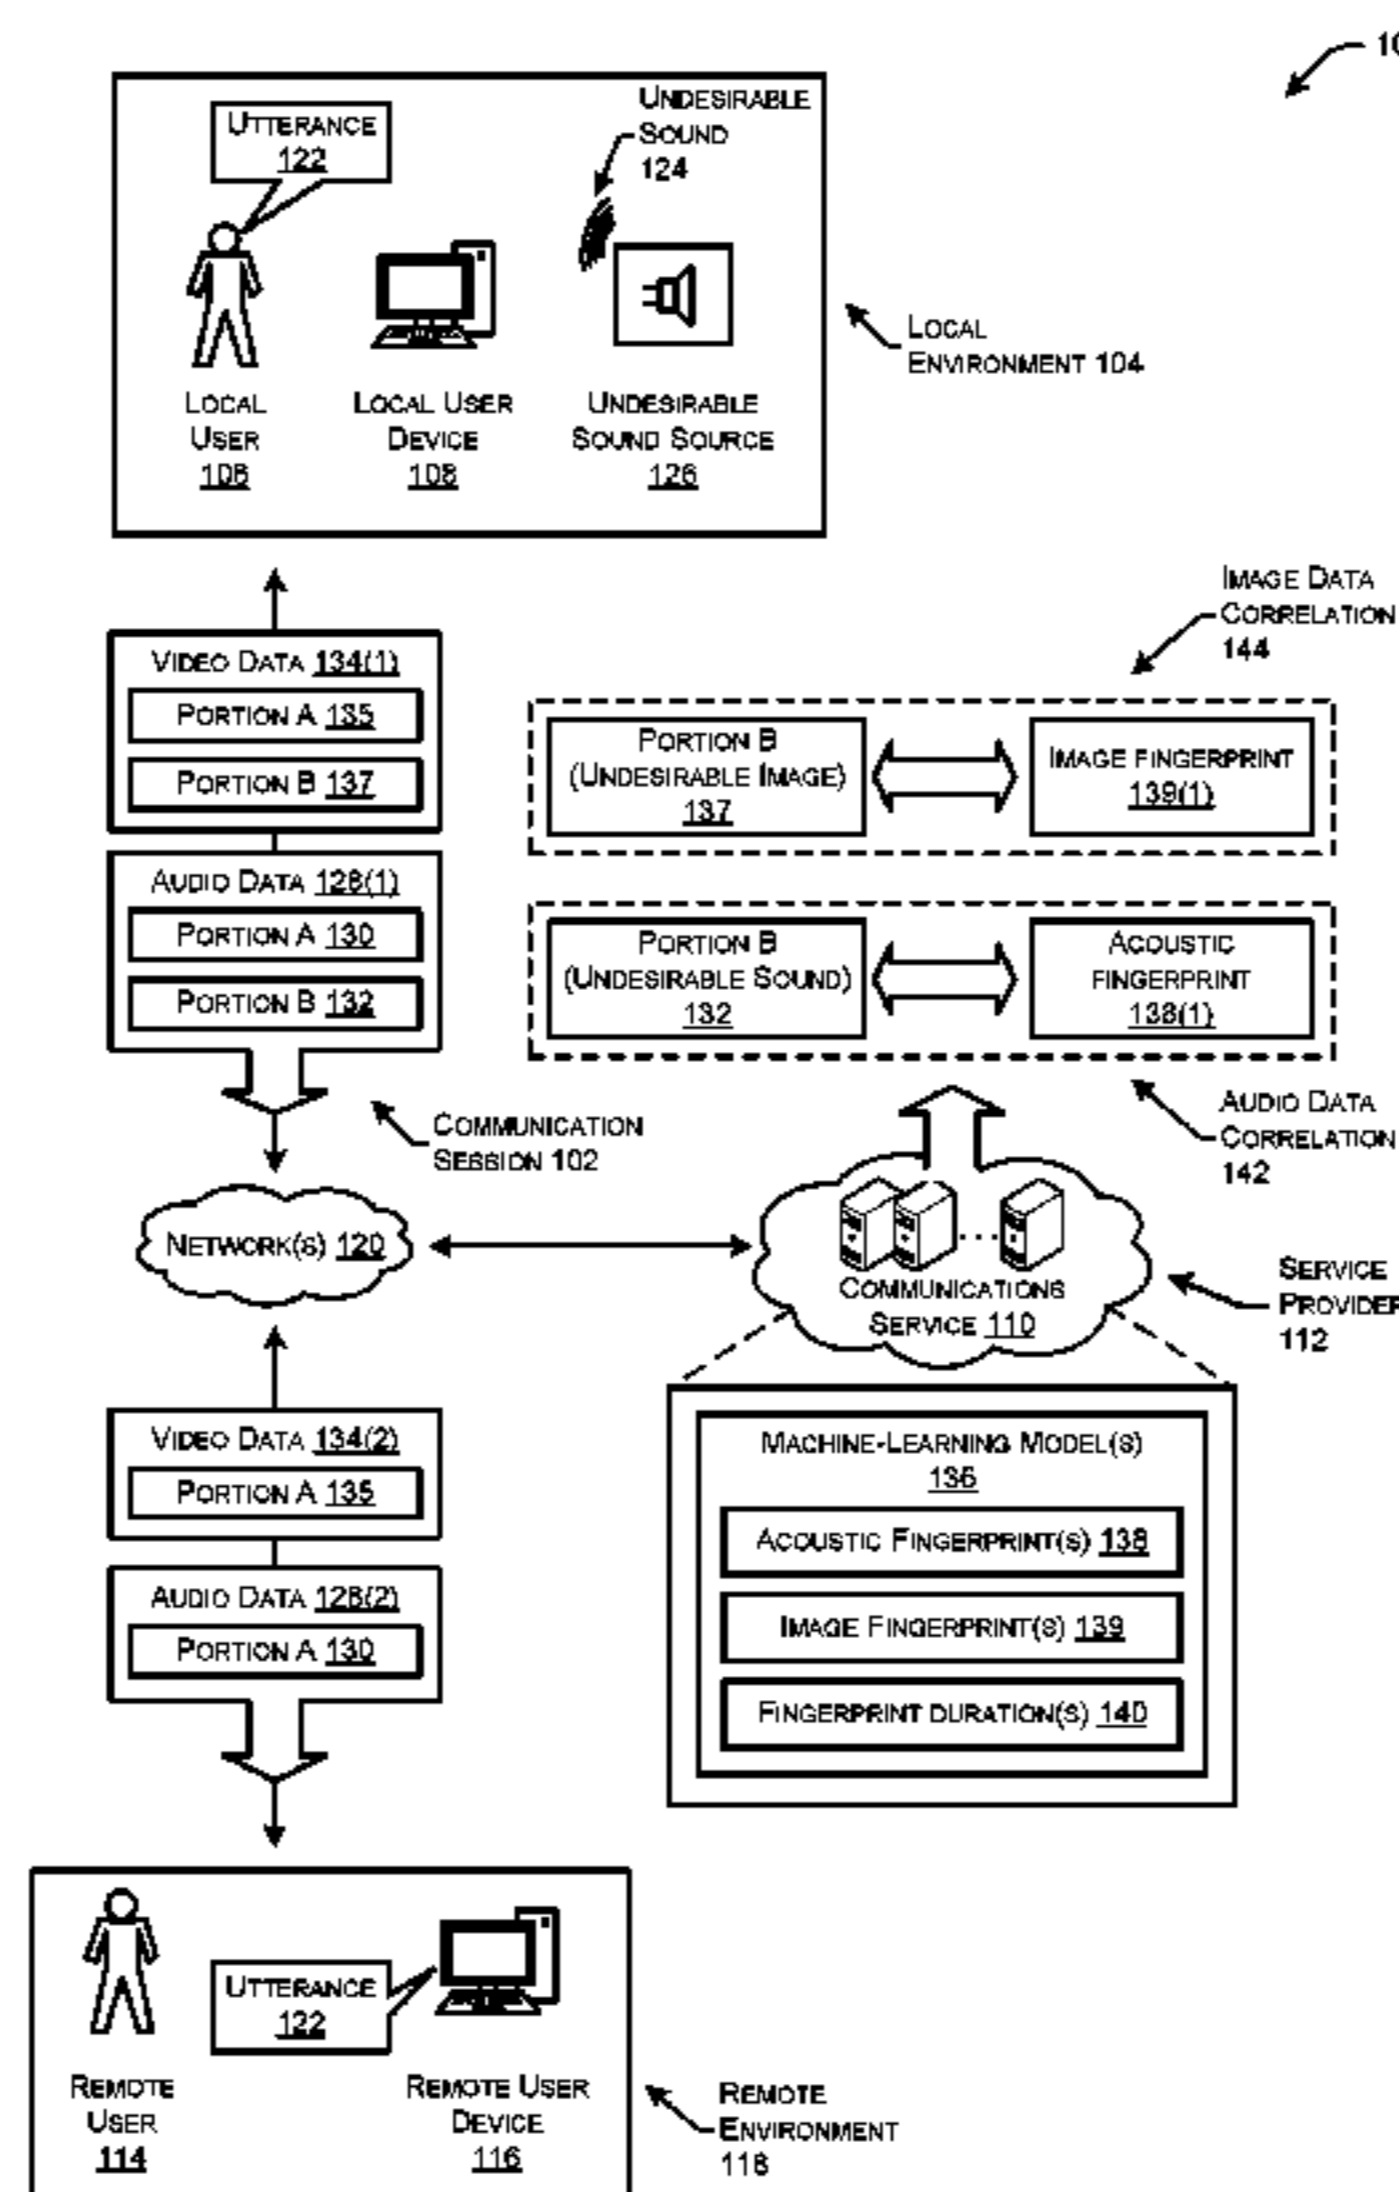 UTTERANCE
122
UNDESIRABLE
SOUND
124
LOCAL
USER
106
LOCAL USER
DEVICE
108
UNDESIRABLE
SOUND SOURCE
126
LOCAL
ENVIRONMENT 104
IMAGE DATA
CORRELATION
144
VIDEO DATA 134(1)
PORTION A 135
PORTION B 137
PORTION B
(UNDESIRABLE IMAGE)
137
IMAGE FINGERPRINT
139(1)
AUDIO DATA 128(1)
PORTION A 130
PORTION B 132
PORTION B
(UNDESIRABLE SOUND)
132
ACOUSTIC
FINGERPRINT
138(1)
AUDIO DATA
CORRELATION
142
COMMUNICATION
SESSION 102
NETWORK(S) 120
COMMUNICATIONS
SERVICE 110
SERVICE
PROVIDER
112
VIDEO DATA 134(2)
PORTION A 135
AUDIO DATA 128(2)
PORTION A 130
MACHINE-LEARNING MODEL(S)
136
ACOUSTIC FINGERPRINT(S) 138
IMAGE FINGERPRINT(S) 139
FINGERPRINT DURATION(S) 140
REMOTE
USER
114
UTTERANCE
122
REMOTE USER
DEVICE
116
REMOTE
ENVIRONMENT
118